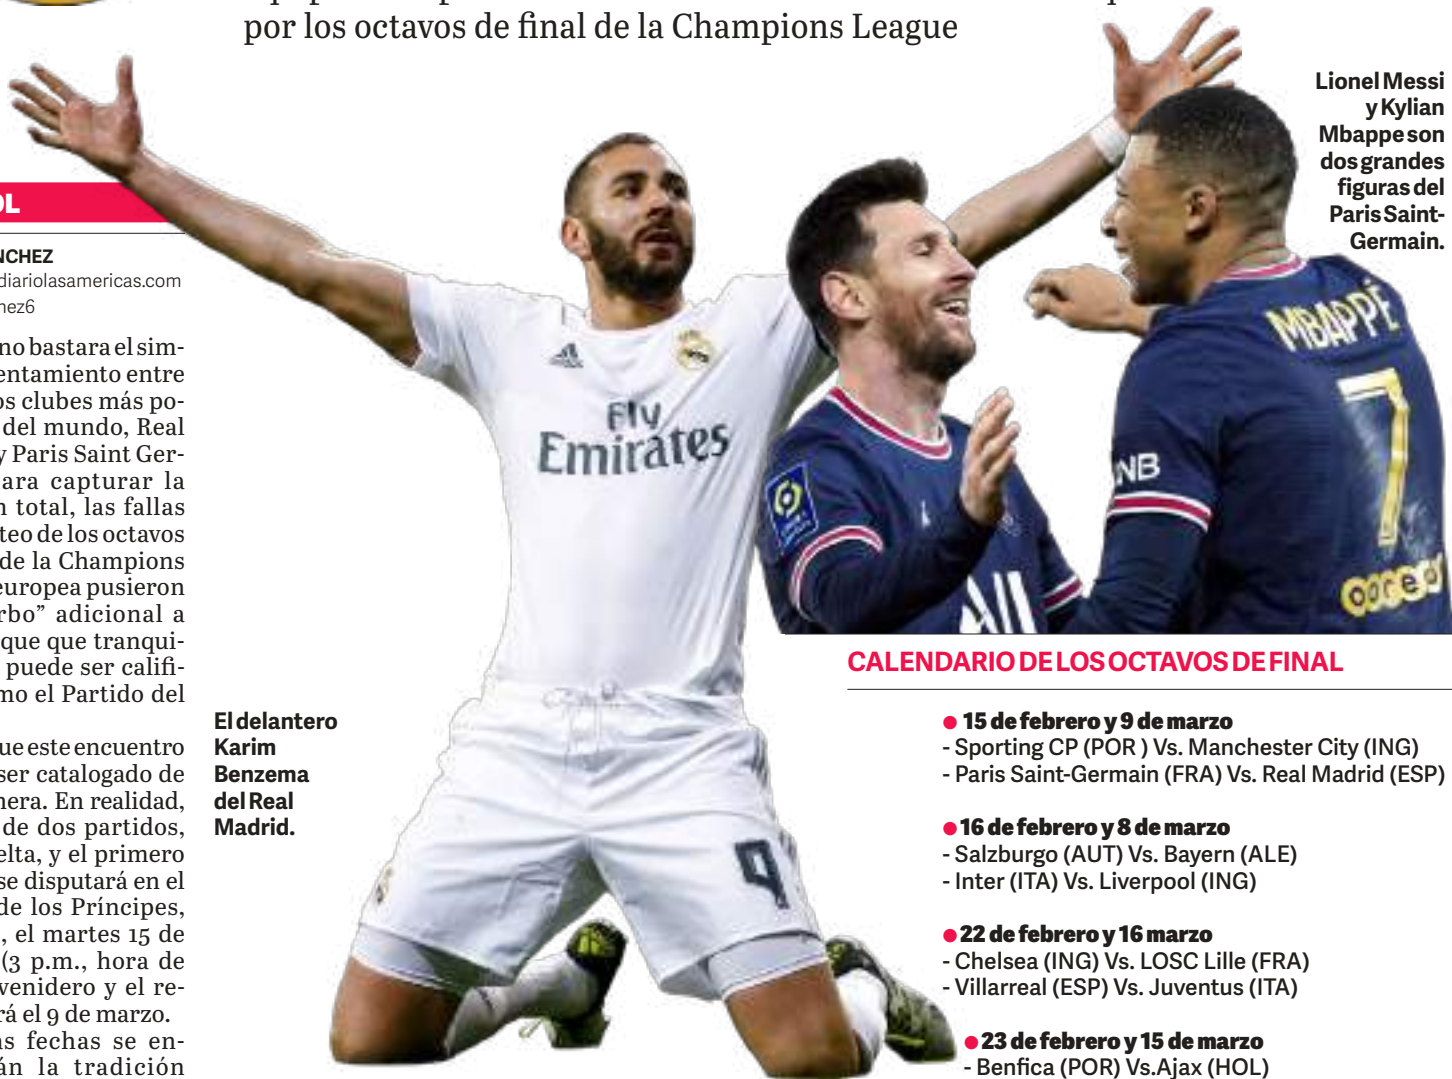 por los octavos de final de la Champions League
Lionel Messi
y Kylian
Mbappe son
dos grandes
figuras del
Paris Saint-
Germain.
OL
NCHEZ
diariolasamericas.com
nez6
no bastara el sim-
entamiento entre
os clubes más po-
del mundo, Real
y Paris Saint Ger-
ara capturar la
n total, las fallas
teo de los octavos
de la Champions
europea pusieron
rbo” adicional a
que que tranqui-
puede ser califi-
mo el Partido del
ue este encuentro
ser catalogado de
nera. En realidad,
de dos partidos,
elta, y el primero
se disputará en el
de los Príncipes,
, el martes 15 de
(3 p.m., hora de
venidero y el re-
rá el 9 de marzo.
as fechas se en-
án la tradición
El delantero
Karim
Benzema
del Real
Madrid.
Fly
Emirates
9
MBAPPÉ
7
NB
ooredoo
ALL
CALENDARIO DE LOS OCTAVOS DE FINAL
● 15 de febrero y 9 de marzo
- Sporting CP (POR ) Vs. Manchester City (ING)
- Paris Saint-Germain (FRA) Vs. Real Madrid (ESP)
● 16 de febrero y 8 de marzo
- Salzburgo (AUT) Vs. Bayern (ALE)
- Inter (ITA) Vs. Liverpool (ING)
● 22 de febrero y 16 marzo
- Chelsea (ING) Vs. LOSC Lille (FRA)
- Villarreal (ESP) Vs. Juventus (ITA)
● 23 de febrero y 15 de marzo
- Benfica (POR) Vs.Ajax (HOL)